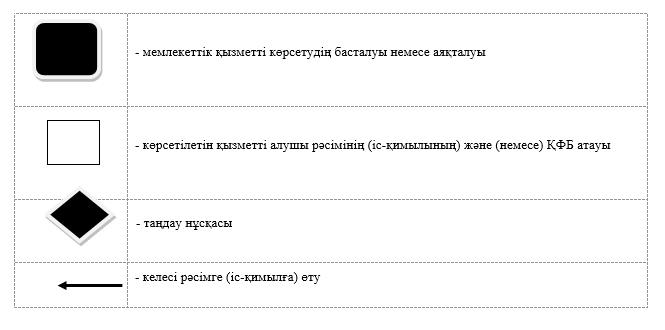 - мемлекеттік қызметті көрсетудің басталуы немесе аяқталуы
- көрсетілетін қызметті алушы рәсімінің (іс-қимылының) және (немесе) ҚФБ атауы
- таңдау нұсқасы
- келесі рәсімге (іс-қимылға) өту